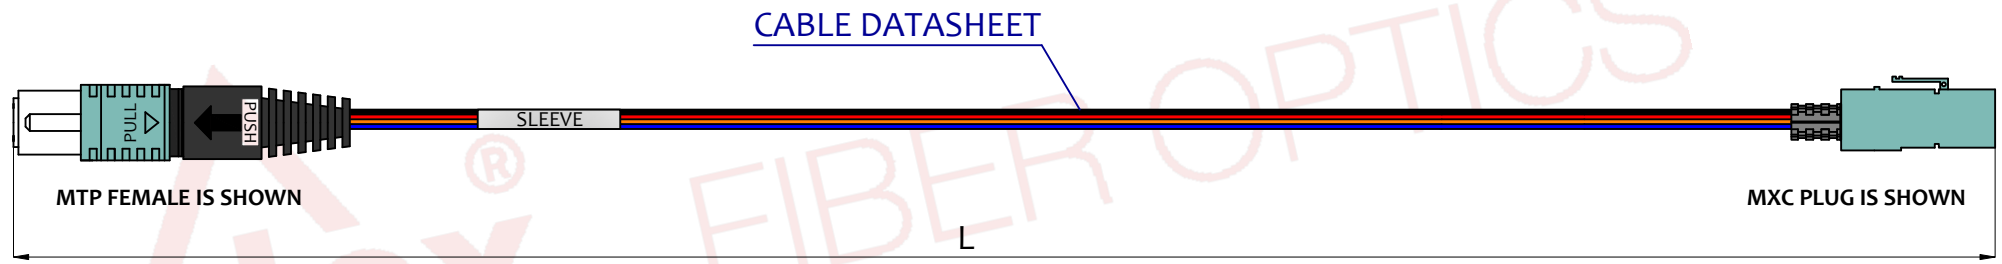 CABLE DATASHEET
PULL
PUSH
SLEEVE
MTP FEMALE IS SHOWN
MXC PLUG IS SHOWN
L
®
FIBER OPTICS